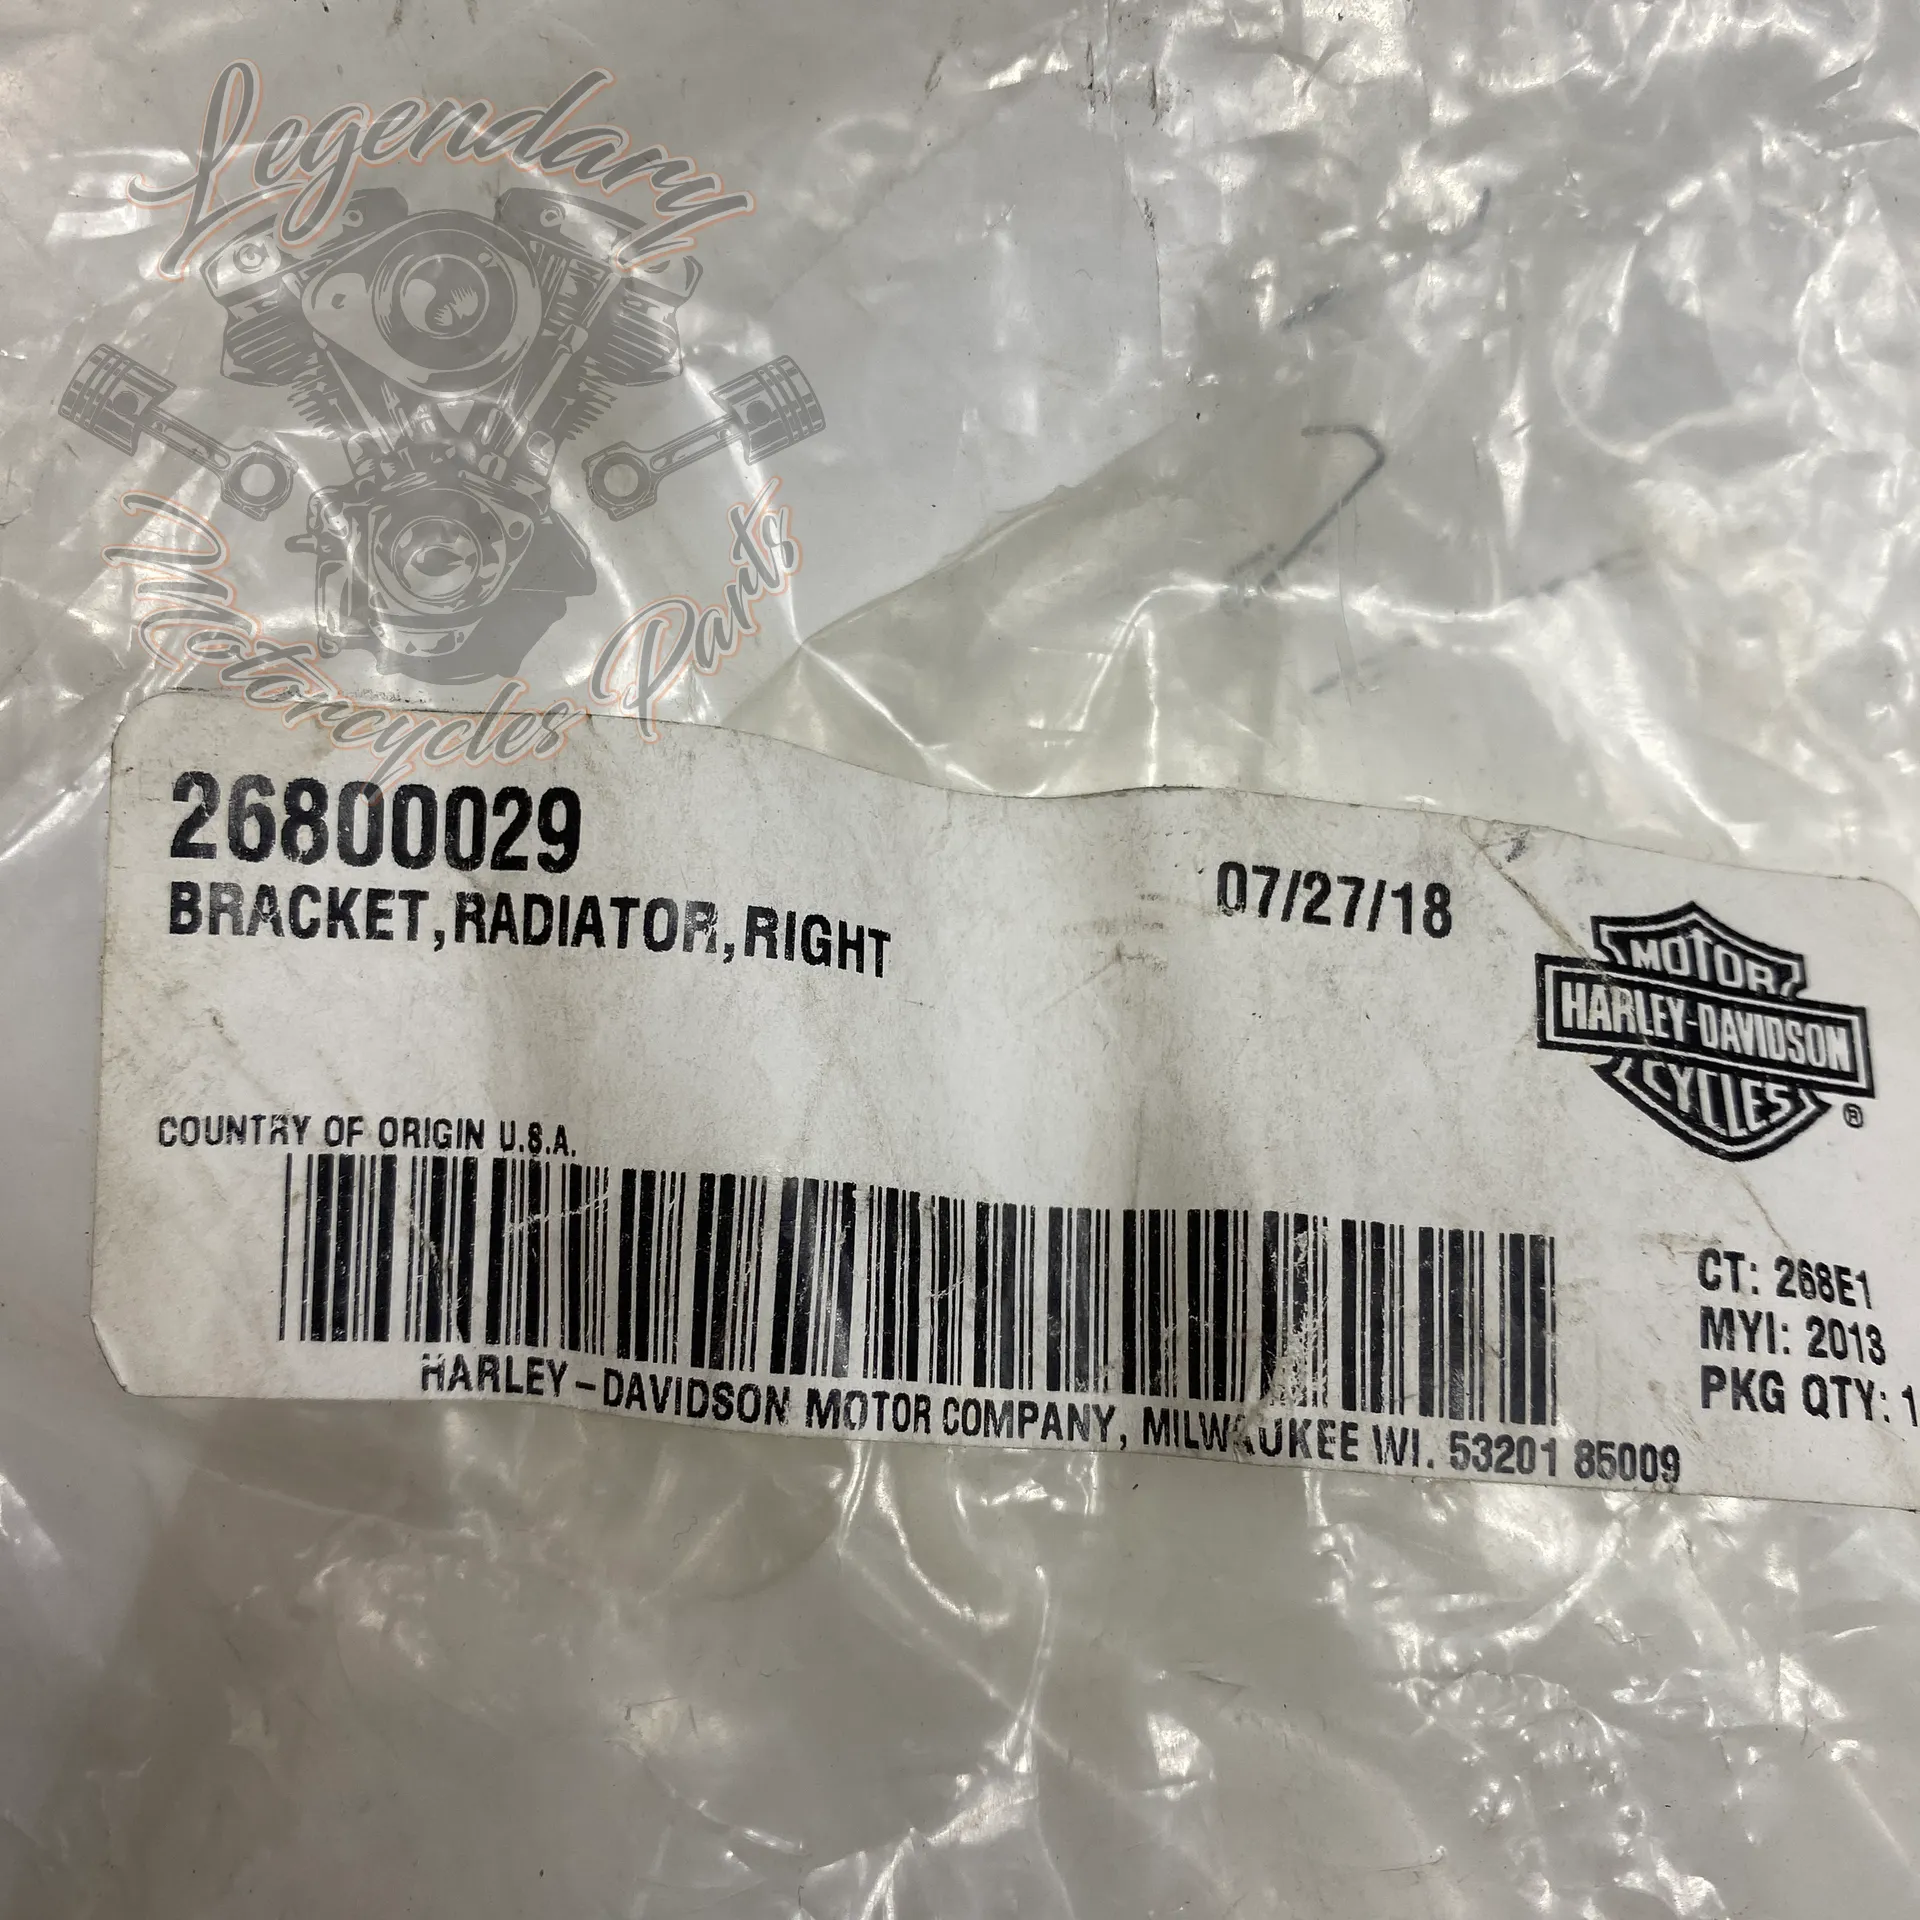 Legendary
Motorcycles Parts
26800029
BRACKET,RADIATOR,RIGHT
07/27/18
MOTOR
HARLEY-DAVIDSON
CYCLES
®
COUNTRY OF ORIGIN U.S.A.
CT: 268E1
MYI: 2013
PKG QTY: 1
HARLEY-DAVIDSON MOTOR COMPANY, MILWAUKEE WI. 53201 85009